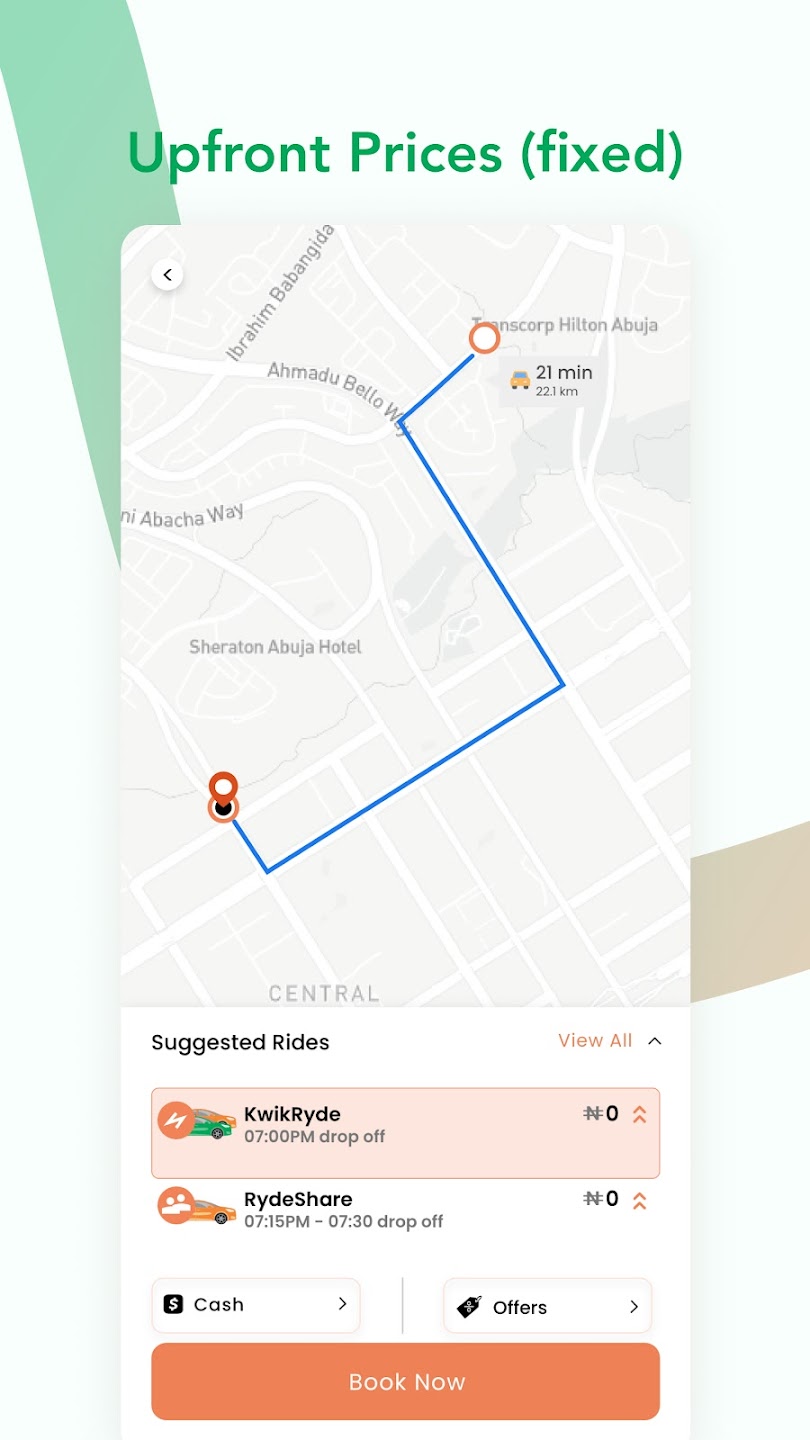 Upfront Prices (fixed)
Ibrahim Babangida
Transcorp Hilton Abuja
Ahmadu Bello Way
21 min
22.1 km
ni Abacha Way
Sheraton Abuja Hotel
CENTRAL
Suggested Rides
View All
KwikRyde
₦0
07:00PM drop off
RydeShare
₦0
07:15PM - 07:30 drop off
Cash
Offers
Book Now